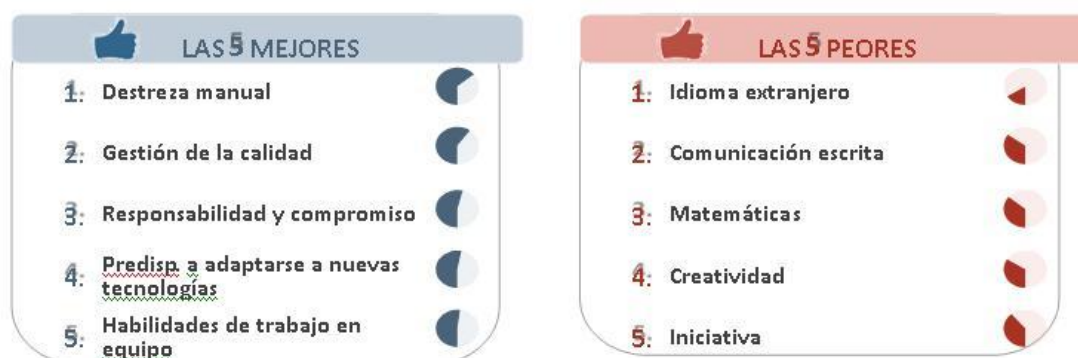 LAS 5 MEJORES
1. Destreza manual
2. Gestión de la calidad
3. Responsabilidad y compromiso
4. Predisp. a adaptarse a nuevas
tecnologías
5. Habilidades de trabajo en
equipo
LAS 5 PEORES
1. Idioma extranjero
2. Comunicación escrita
3. Matemáticas
4. Creatividad
5. Iniciativa